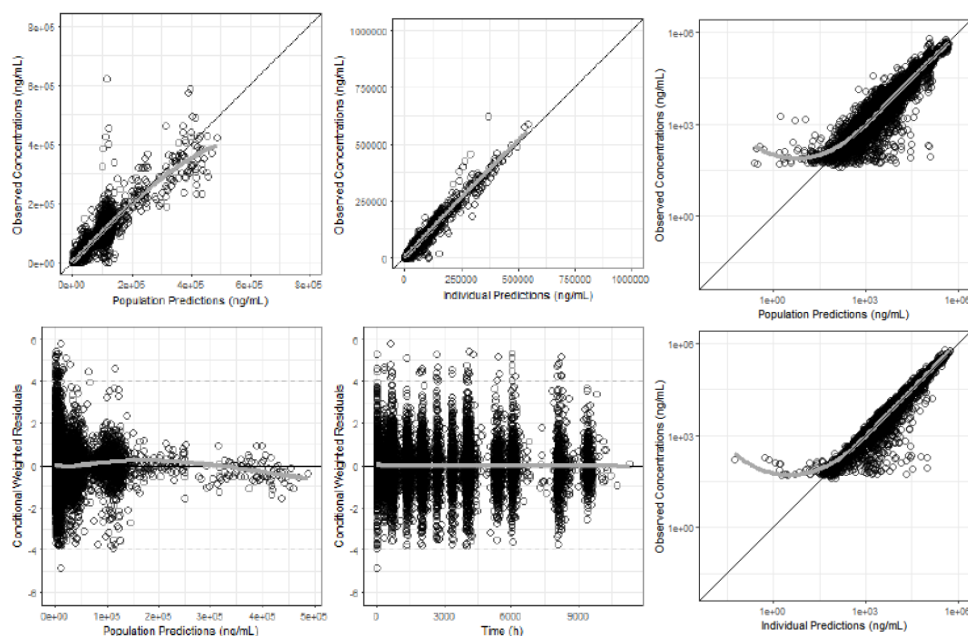 Observed Concentrations (ng/mL)
8e+05
6e+05
4e+05
2e+05
0e+00
0e+00 2e+05 4e+05 6e+05 8e+05
Population Predictions (ng/mL)
Observed Concentrations (ng/mL)
1000000
750000
500000
250000
0
0 250000 500000 750000 1000000
Individual Predictions (ng/mL)
Observed Concentrations (ng/mL)
1e+06
1e+03
1e+00
1e+00 1e+03 1e+06
Population Predictions (ng/mL)
Conditional Weighted Residuals
6
4
2
0
-2
-4
-6
0e+00 1e+05 2e+05 3e+05 4e+05 5e+05
Population Predictions (ng/mL)
Conditional Weighted Residuals
6
4
2
0
-2
-4
-6
0 3000 6000 9000
Time (h)
Observed Concentrations (ng/mL)
1e+06
1e+03
1e+00
1e+00 1e+03 1e+06
Individual Predictions (ng/mL)